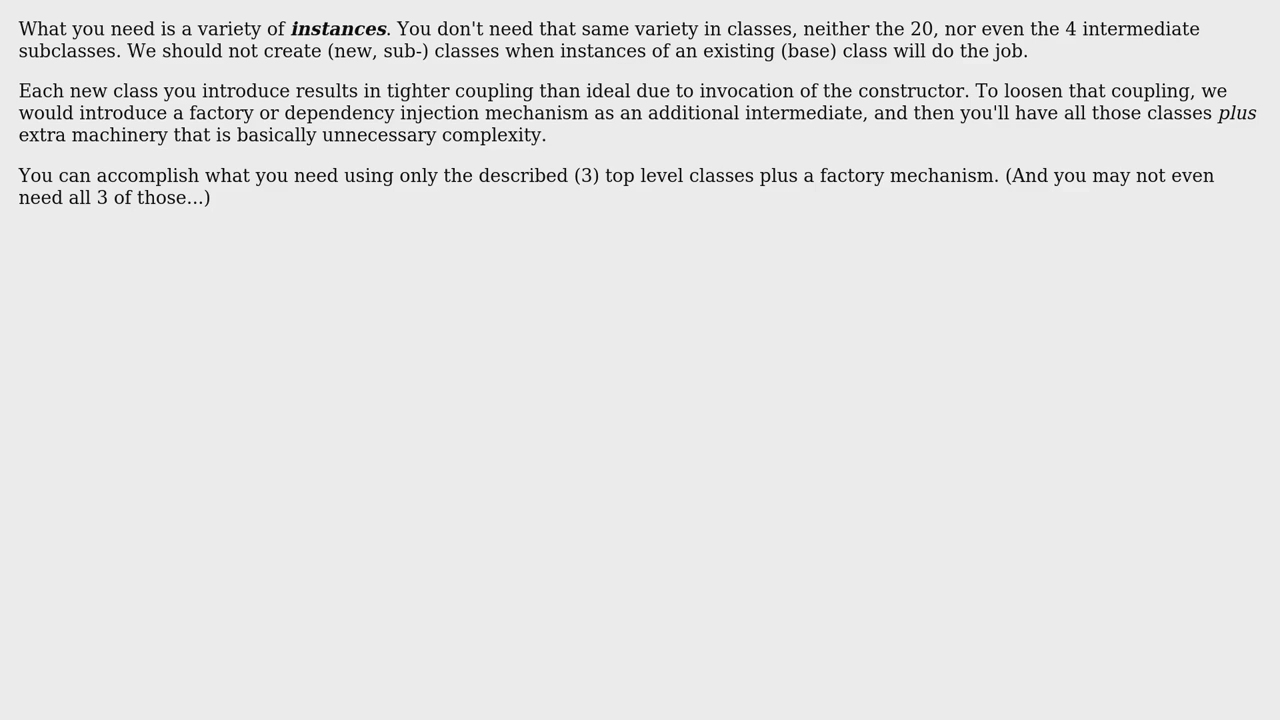 What you need is a variety of instances. You don't need that same variety in classes, neither the 20, nor even the 4 intermediate
subclasses. We should not create (new, sub-) classes when instances of an existing (base) class will do the job.
Each new class you introduce results in tighter coupling than ideal due to invocation of the constructor. To loosen that coupling, we
would introduce a factory or dependency injection mechanism as an additional intermediate, and then you'll have all those classes plus
extra machinery that is basically unnecessary complexity.
You can accomplish what you need using only the described (3) top level classes plus a factory mechanism. (And you may not even
need all 3 of those...)